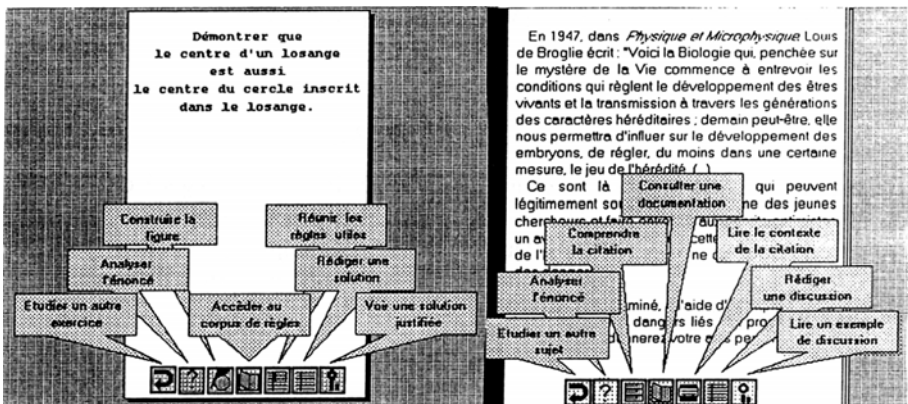 Démontrer que
le centre d'un losange
est aussi
le centre du cercle inscrit
dans le losange.
Construire la
figure
Réunir les
règles utiles
Analyser
l'énoncé
Rédiger une
solution
Etudier un autre
exercice
Accèder au
corpus de règles
Voir une solution
justifiée
En 1947, dans Physique et Microphysique Louis
de Broglie écrit : "Voici la Biologie qui, penchée sur
le mystère de la Vie commence à entrevoir les
conditions qui règlent le développement des êtres
vivants et la transmission à travers les générations
des caractères héréditaires ; demain peut-être, elle
nous permettra d'influer sur le développement des
embryons, de régler, du moins dans une certaine
mesure, le jeu de l'hérédité. (...)
Ce sont là qui peuvent
légitimement des jeunes
Consulter une
documentation
Comprendre
la citation
Lire le contexte
de la citation
Analyser
l'énoncé
Rédiger
une discussion
Etudier un autre
sujet
Lire un exemple
de discussion
dangers liés